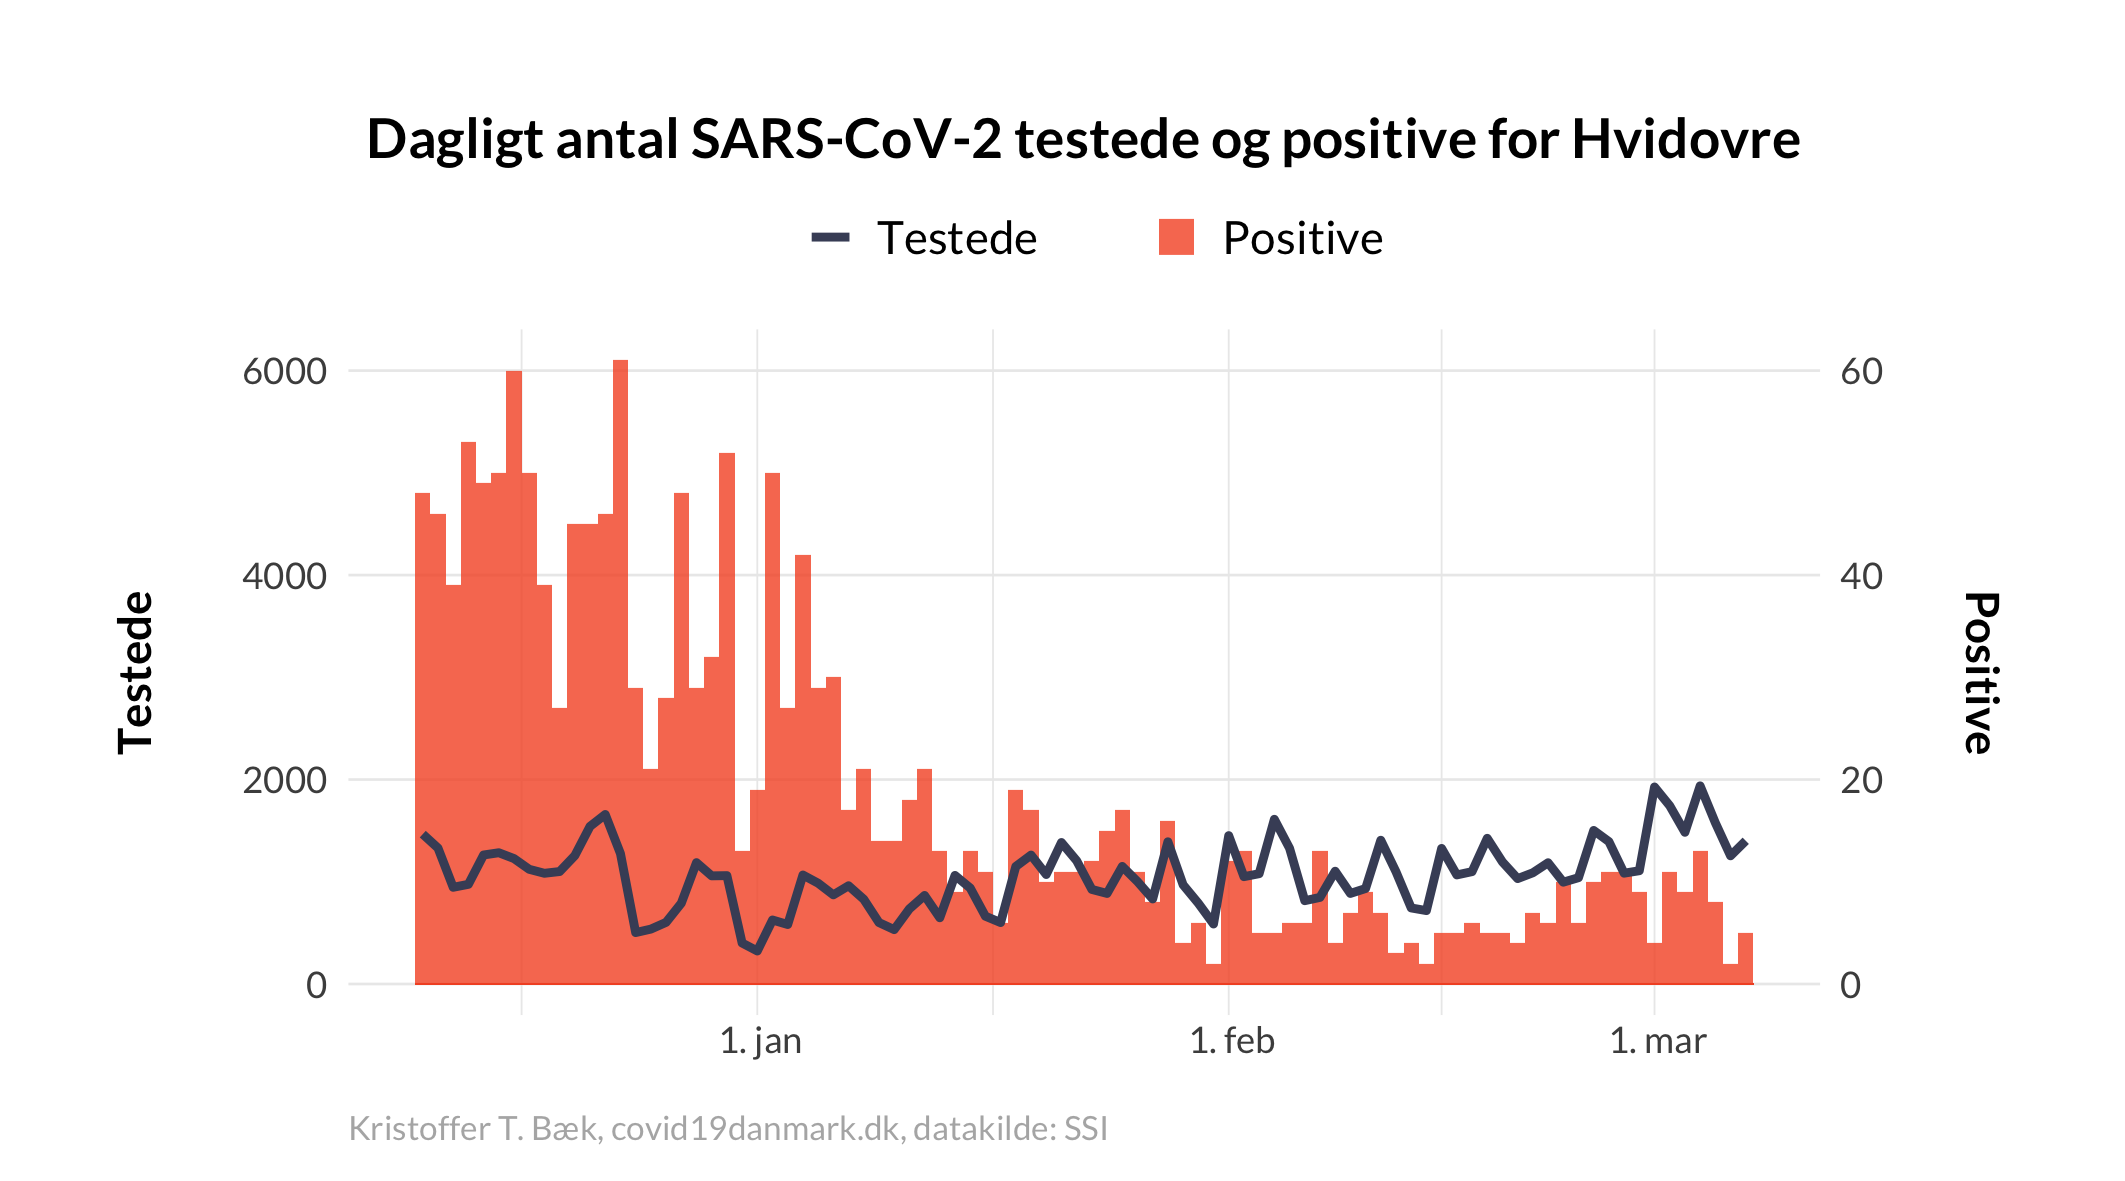 Dagligt antal SARS-CoV-2 testede og positive for Hvidovre
Testede Positive
6000 60
4000 40
Testede Positive
2000 20
0 0
1. jan 1. feb 1. mar
Kristoffer T. Bæk, covid19danmark.dk, datakilde: SSI